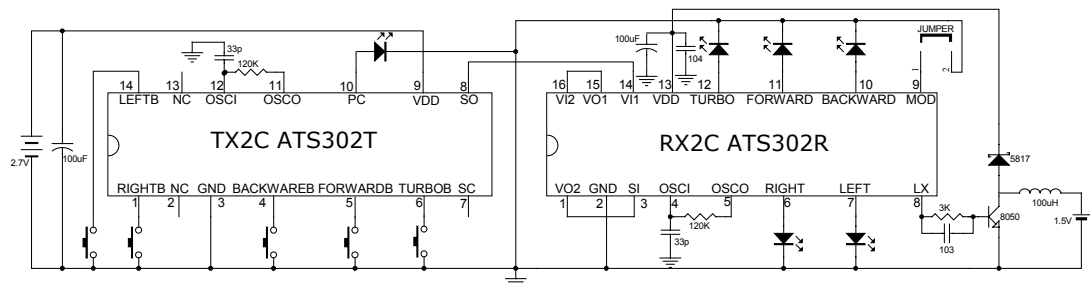 33p
120K
100uF
104
JUMPER
1
2
14 13 12 11 10 9 8
LEFTB NC OSCI OSCO PC VDD SO
16 15 14 13 12 11 10 9
VI2 VO1 VI1 VDD TURBO FORWARD BACKWARD MOD
TX2C ATS302T
RX2C ATS302R
2.7V
100uF
5817
RIGHTB NC GND BACKWAREB FORWARDB TURBOB SC
1 2 3 4 5 6 7
VO2 GND SI OSCI OSCO RIGHT LEFT LX
1 2 3 4 5 6 7 8
120K
33p
3K
103
8050
100uH
1.5V